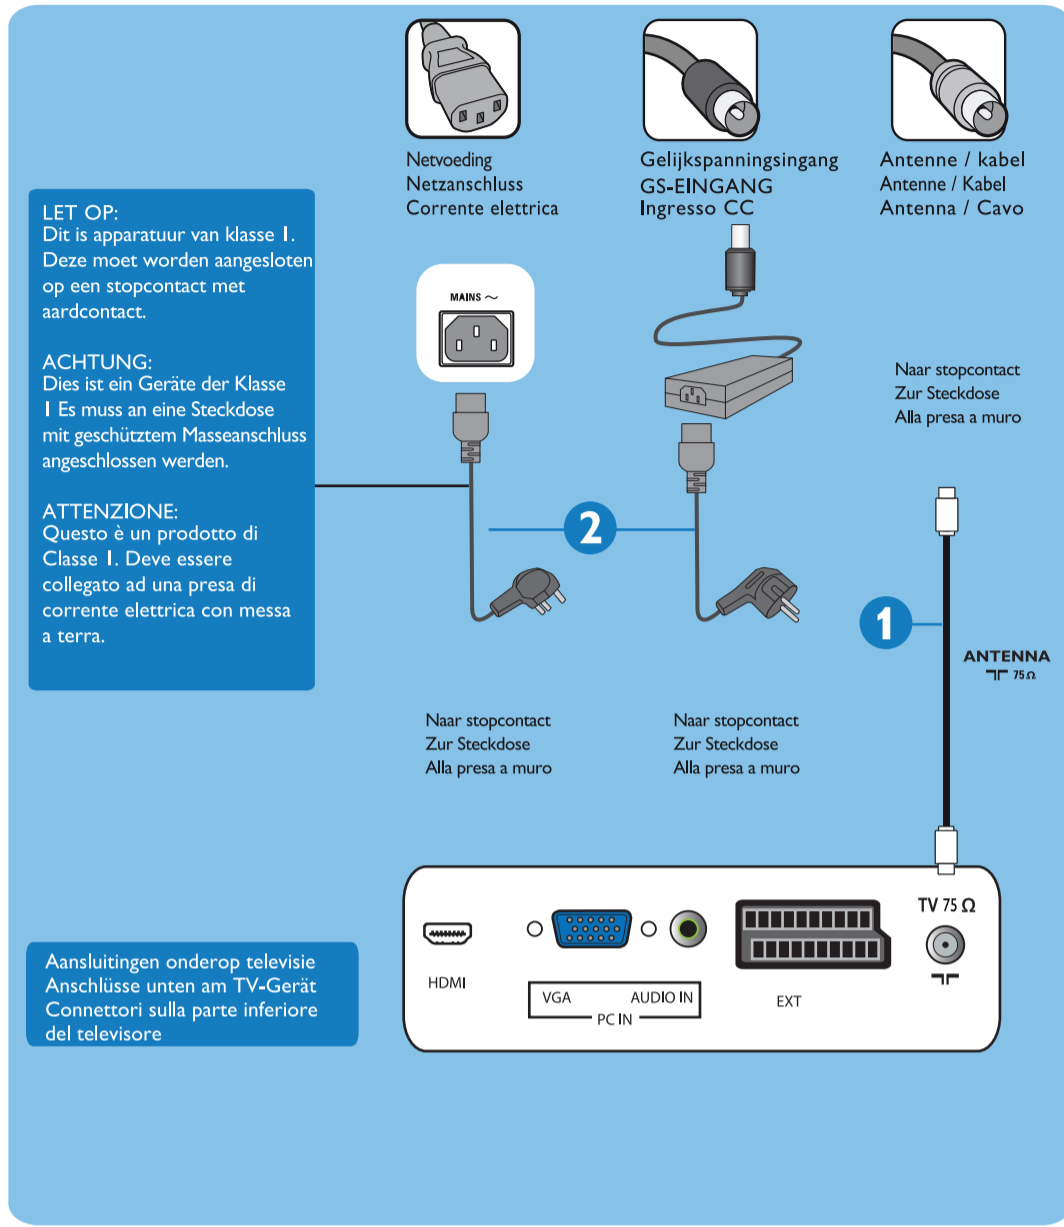 Netvoeding
Netzanschluss
Corrente elettrica
Gelijkspanningsingang
GS-EINGANG
Ingresso CC
Antenne / kabel
Antenne / Kabel
Antenna / Cavo
LET OP:
Dit is apparatuur van klasse 1.
Deze moet worden aangesloten
op een stopcontact met
aardcontact.
ACHTUNG:
Dies ist ein Geräte der Klasse
1 Es muss an eine Steckdose
mit geschütztem Masseanschluss
angeschlossen werden.
ATTENZIONE:
Questo è un prodotto di
Classe 1. Deve essere
collegato ad una presa di
corrente elettrica con messa
a terra.
MAINS ~
Naar stopcontact
Zur Steckdose
Alla presa a muro
2
1
ANTENNA
75 Ω
Naar stopcontact
Zur Steckdose
Alla presa a muro
Naar stopcontact
Zur Steckdose
Alla presa a muro
Aansluitingen onderop televisie
Anschlüsse unten am TV-Gerät
Connettori sulla parte inferiore
del televisore
HDMI
VGA
AUDIO IN
PC IN
EXT
TV 75 Ω